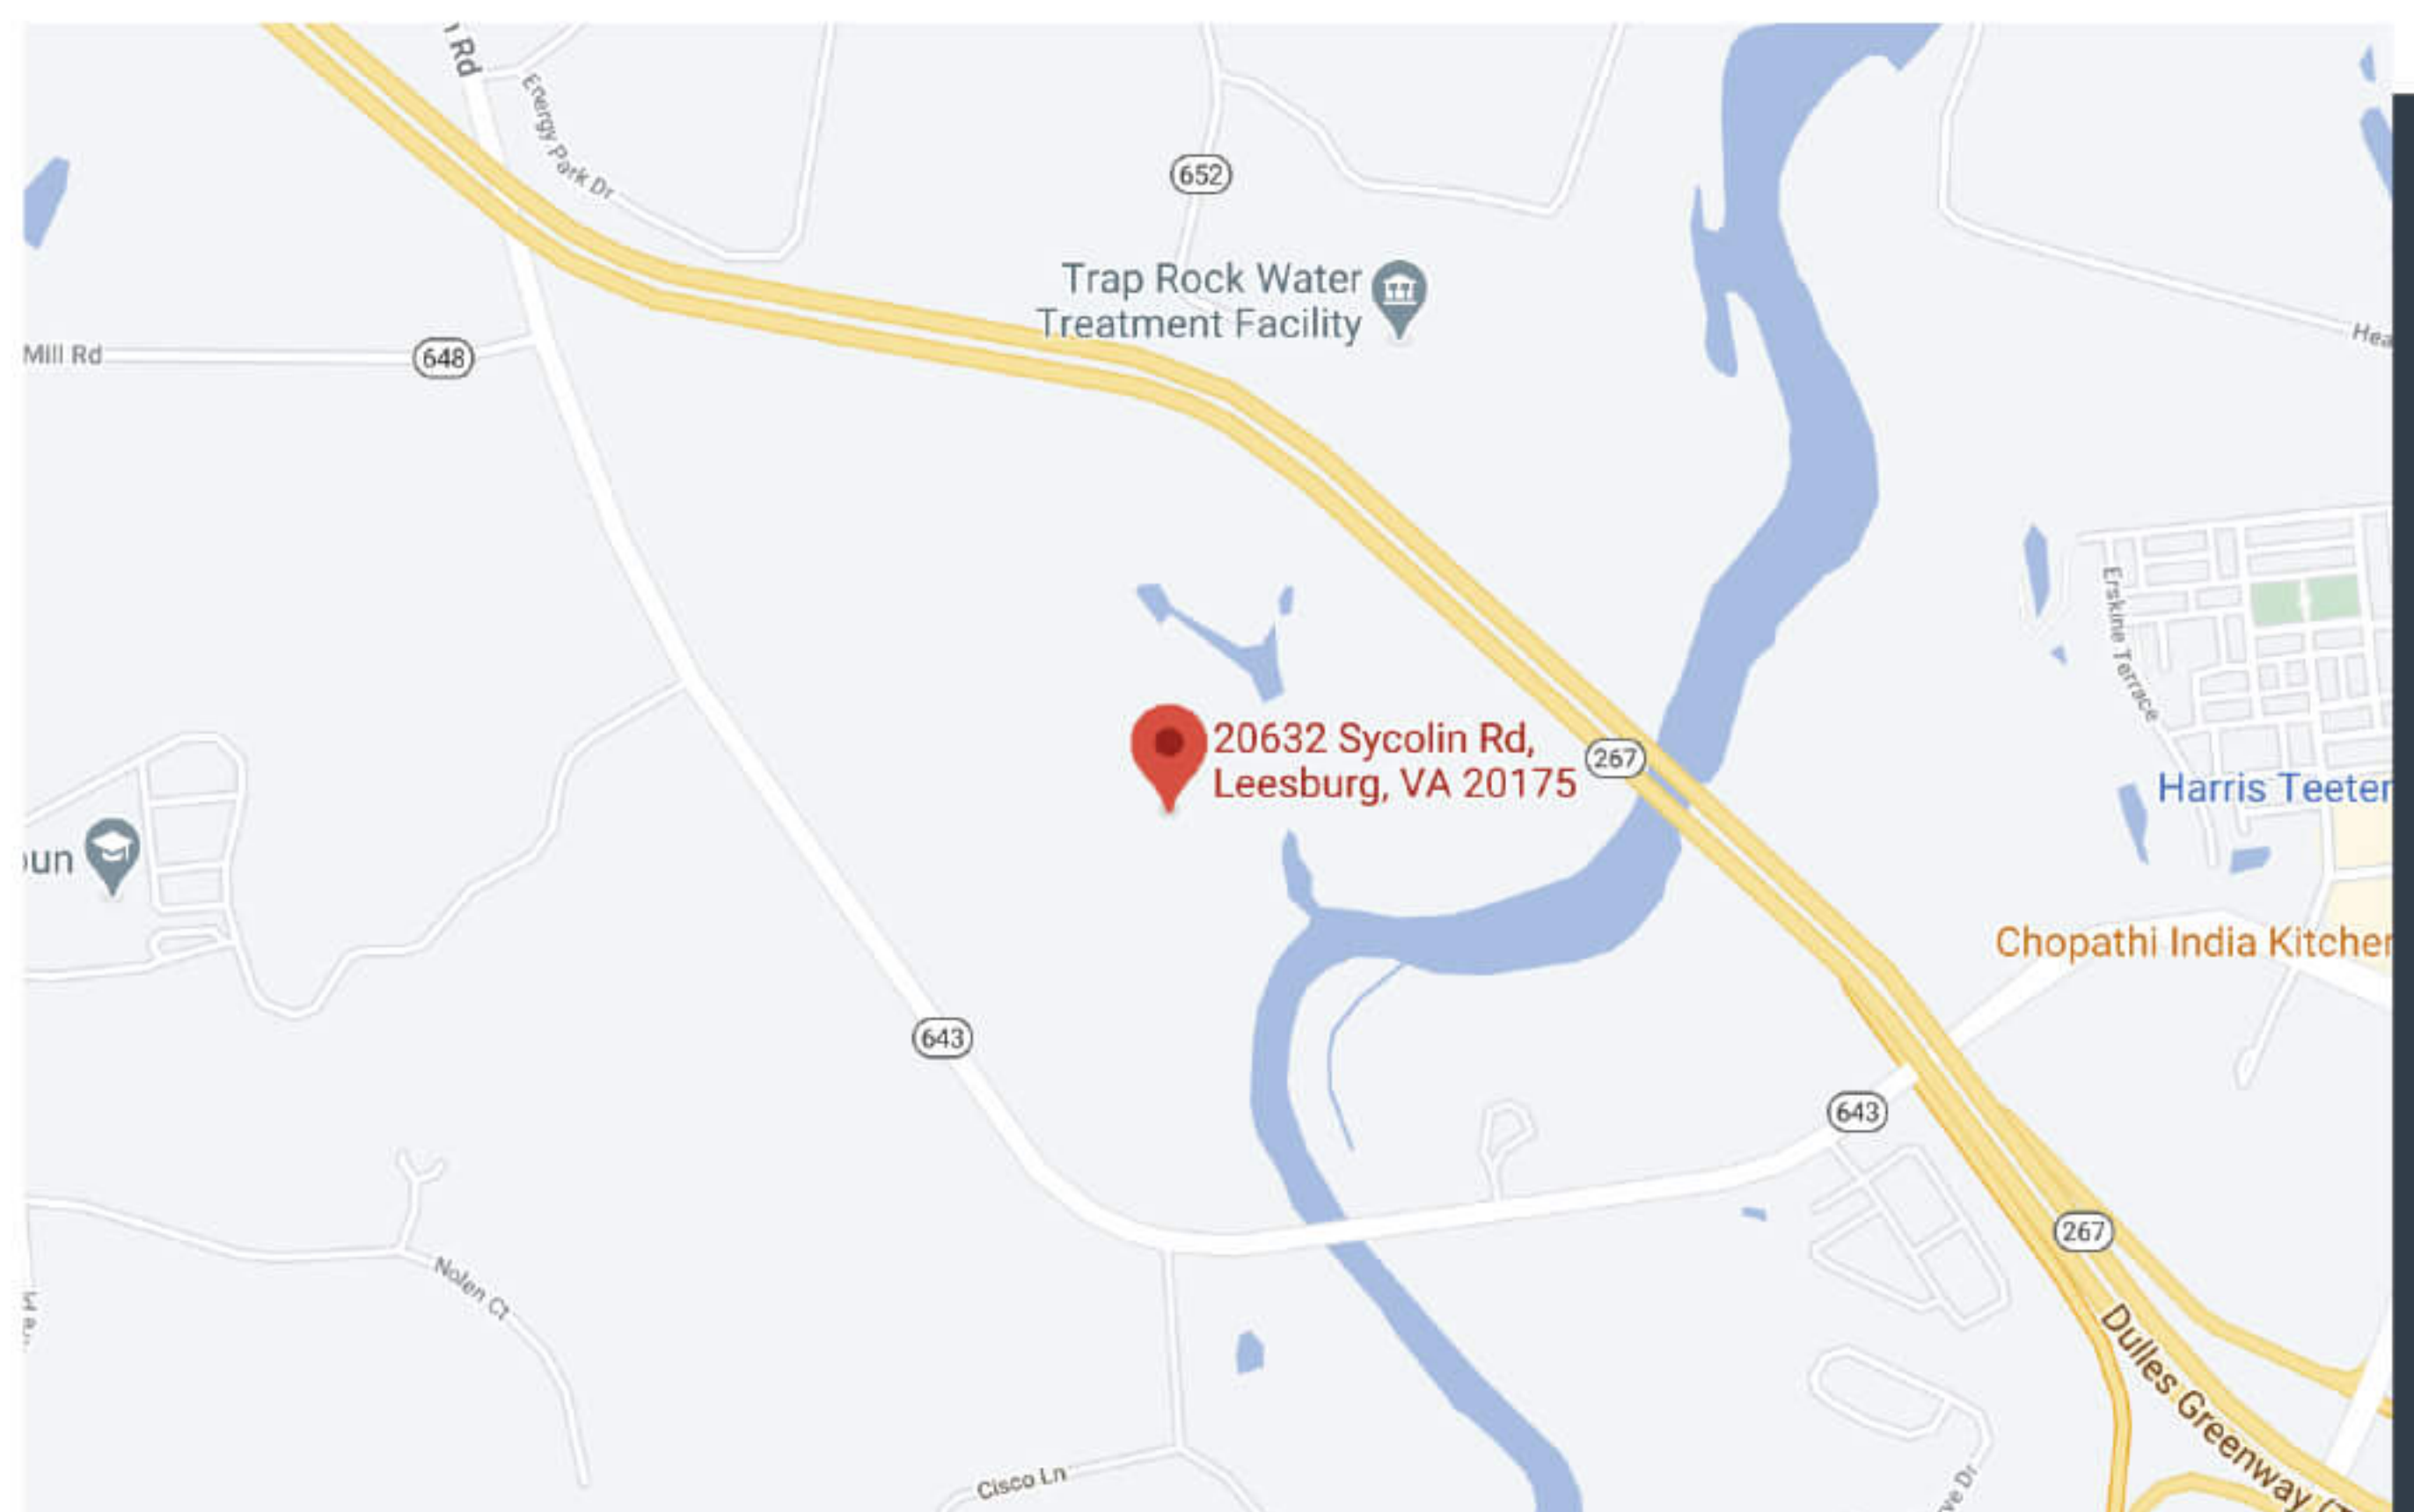 Rd
Energy Park Dr
652
Trap Rock Water
Treatment Facility
Mill Rd
648
Erskine Terrace
20632 Sycolin Rd,
Leesburg, VA 20175
267
Harris Teeter
Chopathi India Kitchen
643
643
267
Nolen Ct
Dulles Greenway
Cisco Ln
Dr